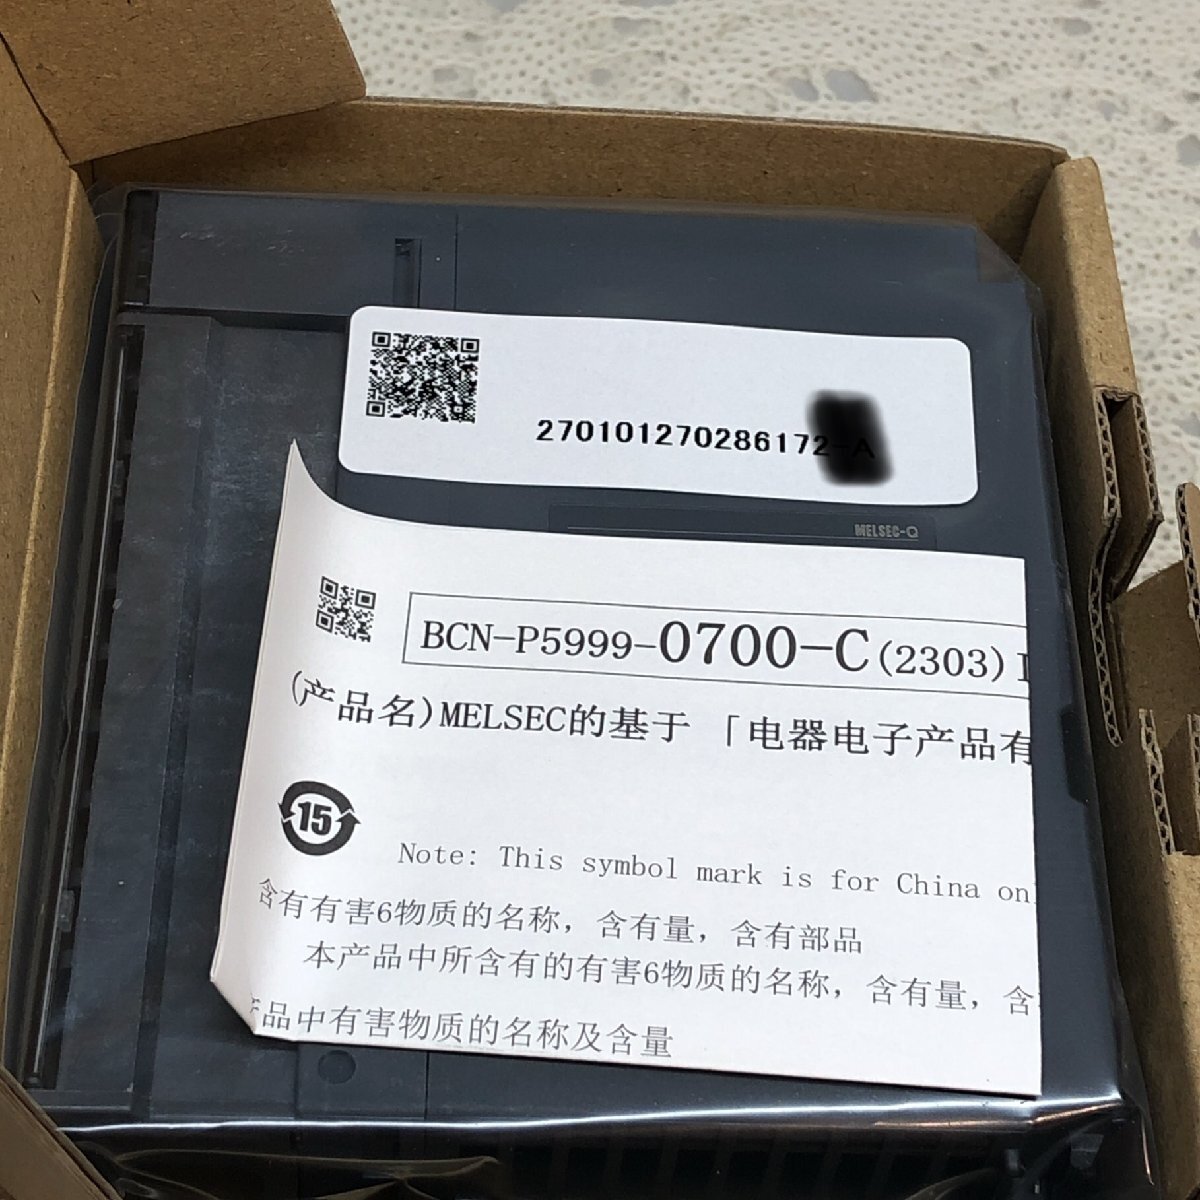 270101270286172-A
MELSEC-Q
BCN-P5999-0700-C(2303)
(产品名)MELSEC的基于 「电器电子产品有
15
Note: This symbol mark is for China on
含有有害6物质的名称，含有量，含有部品
本产品中所含有的有害6物质的名称，含有量，含
品中有害物质的名称及含量